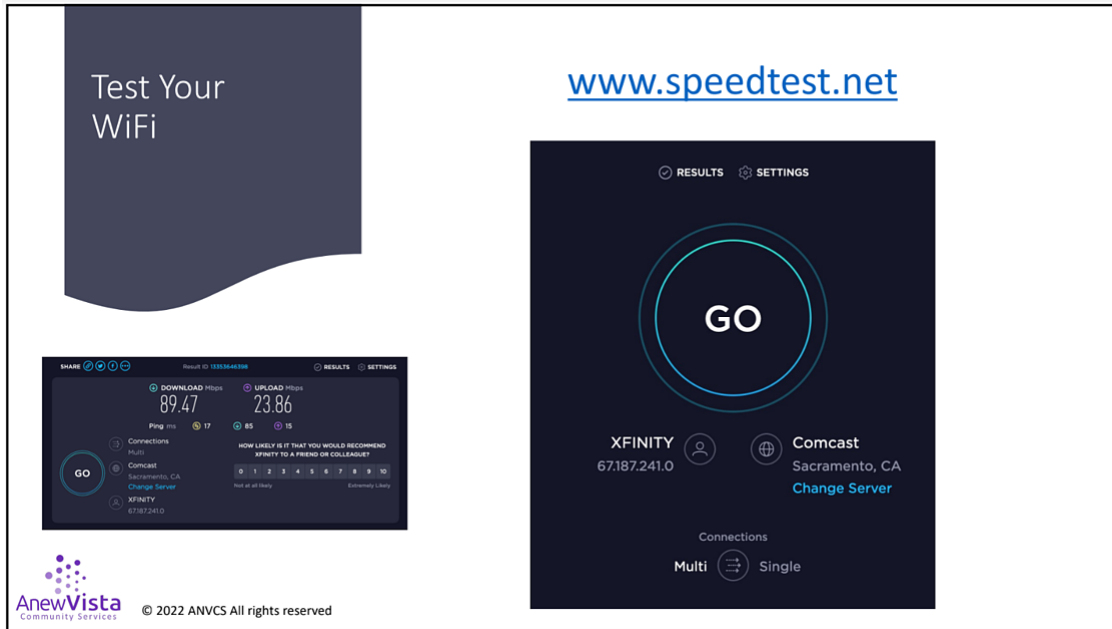 Test Your
WiFi
www.speedtest.net
RESULTS SETTINGS
GO
XFINITY
67.187.241.0
Comcast
Sacramento, CA
Change Server
Connections
Multi Single
SHARE Result ID 13353646398 RESULTS SETTINGS
DOWNLOAD Mbps UPLOAD Mbps
89.47 23.86
Ping ms 17 85 15
Connections
Multi
GO
Comcast
Sacramento, CA
Change Server
XFINITY
67.187.241.0
HOW LIKELY IS IT THAT YOU WOULD RECOMMEND
XFINITY TO A FRIEND OR COLLEAGUE?
0 1 2 3 4 5 6 7 8 9 10
Not at all likely Extremely Likely
AnewVista
Community Services
© 2022 ANVCS All rights reserved